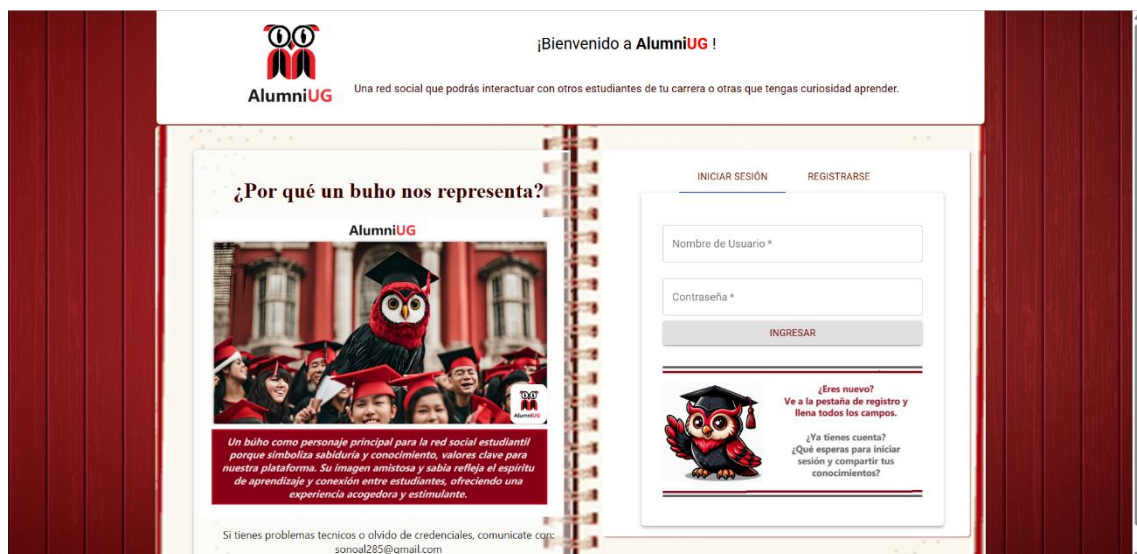 ¡Bienvenido a AlumniUG !
AlumniUG
Una red social que podrás interactuar con otros estudiantes de tu carrera o otras que tengas curiosidad aprender.
¿Por qué un buho nos representa?
AlumniUG
AlumniUG
Un búho como personaje principal para la red social estudiantil
porque simboliza sabiduría y conocimiento, valores clave para
nuestra plataforma. Su imagen amistosa y sabia refleja el espíritu
de aprendizaje y conexión entre estudiantes, ofreciendo una
experiencia acogedora y estimulante.
Si tienes problemas tecnicos o olvido de credenciales, comunicate con:
sonoal285@gmail.com
INICIAR SESIÓN REGISTRARSE
Nombre de Usuario *
Contraseña *
INGRESAR
¿Eres nuevo?
Ve a la pestaña de registro y
llena todos los campos.
¿Ya tienes cuenta?
¿Qué esperas para iniciar
sesión y compartir tus
conocimientos?